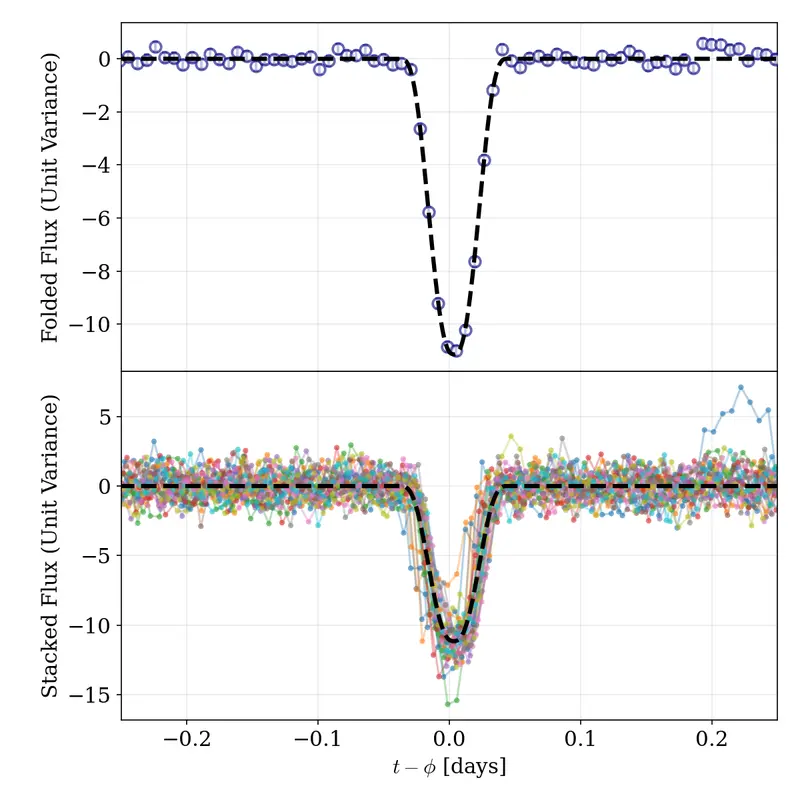 Folded Flux (Unit Variance)
0
−2
−4
−6
−8
−10
Stacked Flux (Unit Variance)
5
0
−5
−10
−15
−0.2 −0.1 0.0 0.1 0.2
t − ϕ [days]